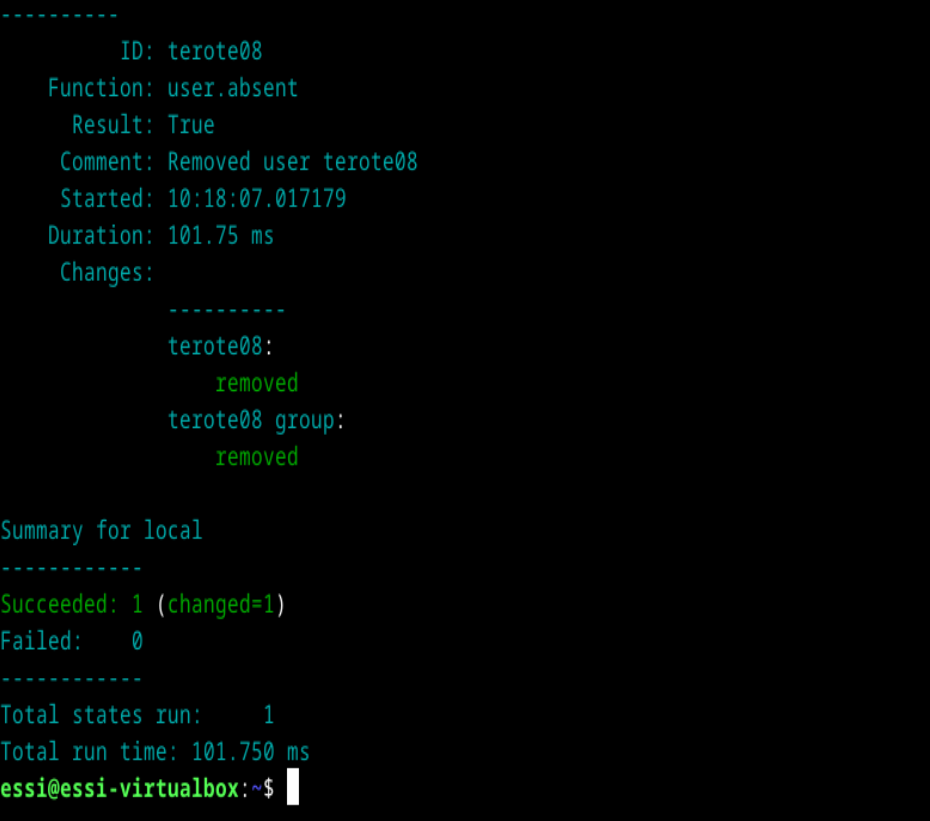 ----------
          ID: terote08
    Function: user.absent
      Result: True
     Comment: Removed user terote08
     Started: 10:18:07.017179
    Duration: 101.75 ms
     Changes:
              ----------
              terote08:
                  removed
              terote08 group:
                  removed

Summary for local
------------
Succeeded: 1 (changed=1)
Failed:    0
------------
Total states run:     1
Total run time: 101.750 ms
essi@essi-virtualbox:~$